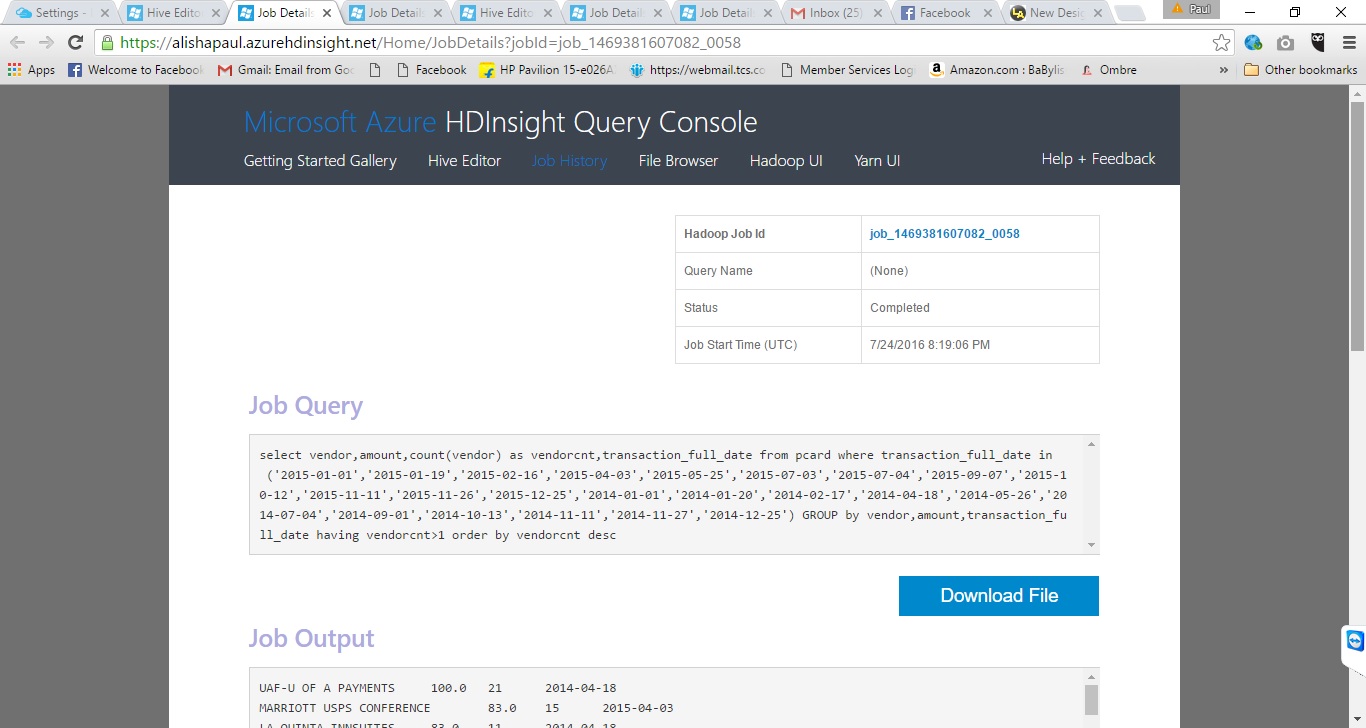 Settings -
Hive Edito
Job Details
Job Detail
Hive Edito
Job Detail
Job Detail
Inbox (25)
Facebook
New Desig
Paul
https://alishapaul.azurehdinsight.net/Home/JobDetails?jobId=job_1469381607082_0058
Apps
Welcome to Facebook
Gmail: Email from Goo
Facebook
HP Pavilion 15-e026A
https://webmail.tcs.co
Member Services Log
Amazon.com : BaBylis
Ombre
»
Other bookmarks
Microsoft Azure HDInsight Query Console
Getting Started Gallery
Hive Editor
Job History
File Browser
Hadoop UI
Yarn UI
Help + Feedback
Hadoop Job Id job_1469381607082_0058
Query Name (None)
Status Completed
Job Start Time (UTC) 7/24/2016 8:19:06 PM
Job Query
select vendor,amount,count(vendor) as vendorcnt,transaction_full_date from pcard where transaction_full_date in
('2015-01-01','2015-01-19','2015-02-16','2015-04-03','2015-05-25','2015-07-03','2015-07-04','2015-09-07','2015-1
0-12','2015-11-11','2015-11-26','2015-12-25','2014-01-01','2014-01-20','2014-02-17','2014-04-18','2014-05-26','20
14-07-04','2014-09-01','2014-10-13','2014-11-11','2014-11-27','2014-12-25') GROUP by vendor,amount,transaction_fu
ll_date having vendorcnt>1 order by vendorcnt desc
Download File
Job Output
UAF-U OF A PAYMENTS 100.0 21 2014-04-18
MARRIOTT USPS CONFERENCE 83.0 15 2015-04-03
LA QUINTA INNSUITES 83.0 11 2014-04-18